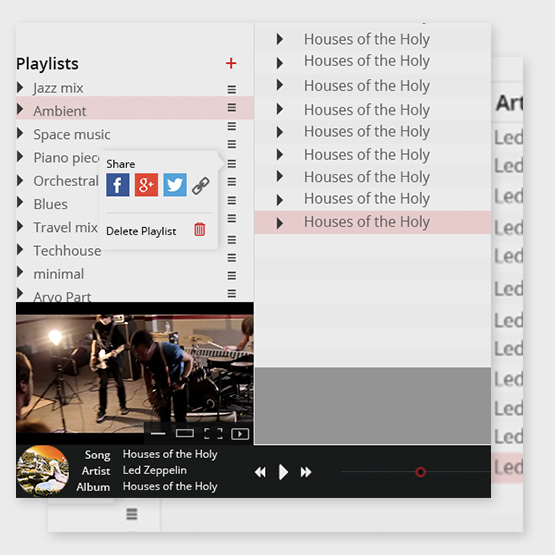 Playlists +
Jazz mix
Ambient
Space music
Piano piec
Orchestral
Blues
Travel mix
Techhouse
minimal
Arvo Part
Share
f g+
Delete Playlist
Houses of the Holy
Houses of the Holy
Houses of the Holy
Houses of the Holy
Houses of the Holy
Houses of the Holy
Houses of the Holy
Houses of the Holy
Houses of the Holy
Art
Led
Led
Led
Led
Led
Led
Led
Led
Led
Led
Led
Led
Song Houses of the Holy
Artist Led Zeppelin
Album Houses of the Holy